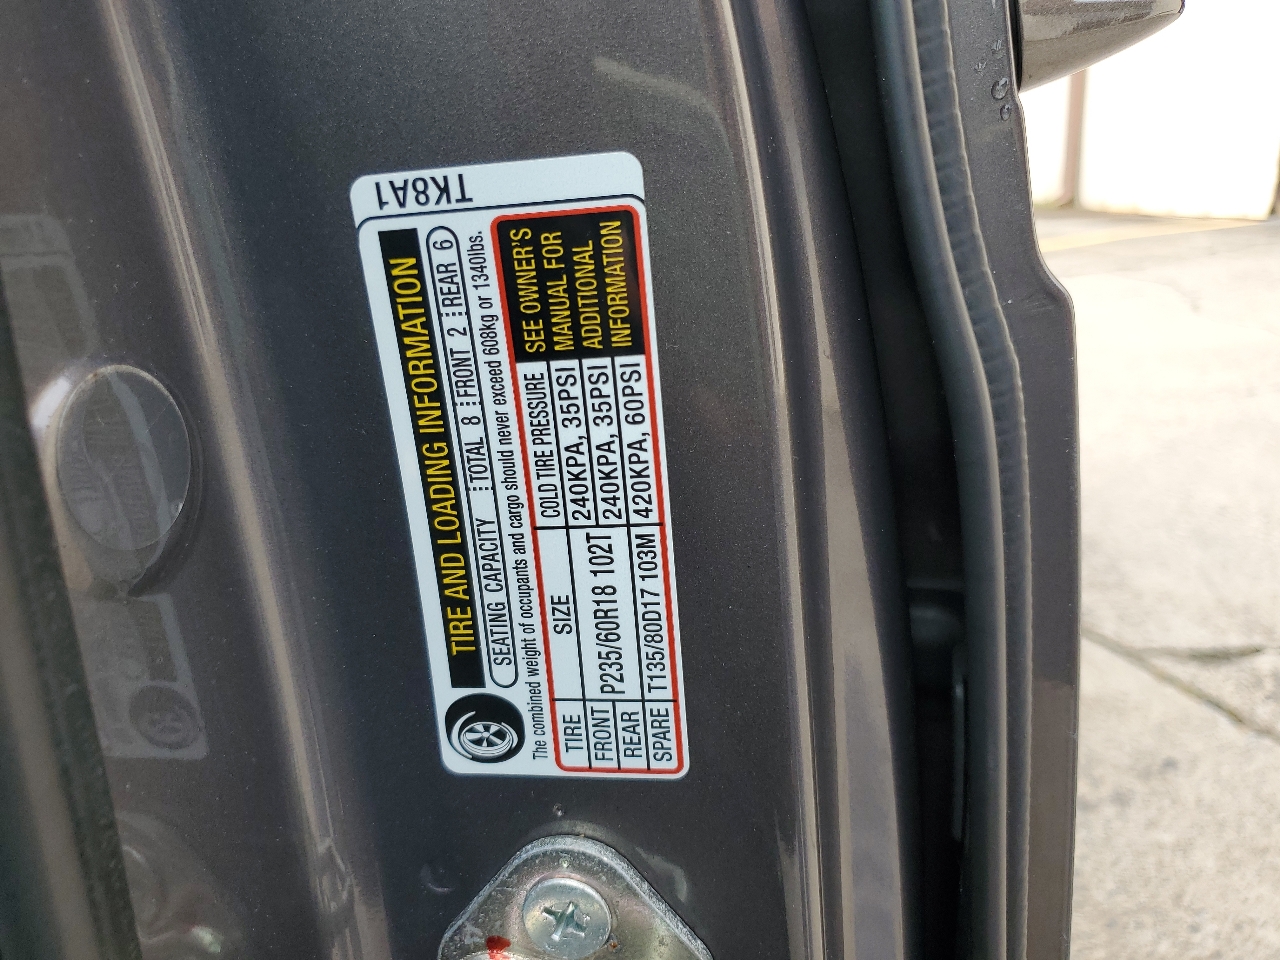 TK8A1
TIRE AND LOADING INFORMATION
SEATING CAPACITY TOTAL 8 FRONT 2 REAR 6
The combined weight of occupants and cargo should never exceed 608kg or 1340lbs.
TIRE SIZE COLD TIRE PRESSURE
FRONT P235/60R18 102T 240KPA, 35PSI
REAR 240KPA, 35PSI
SPARE T135/80D17 103M 420KPA, 60PSI
SEE OWNER'S
MANUAL FOR
ADDITIONAL
INFORMATION